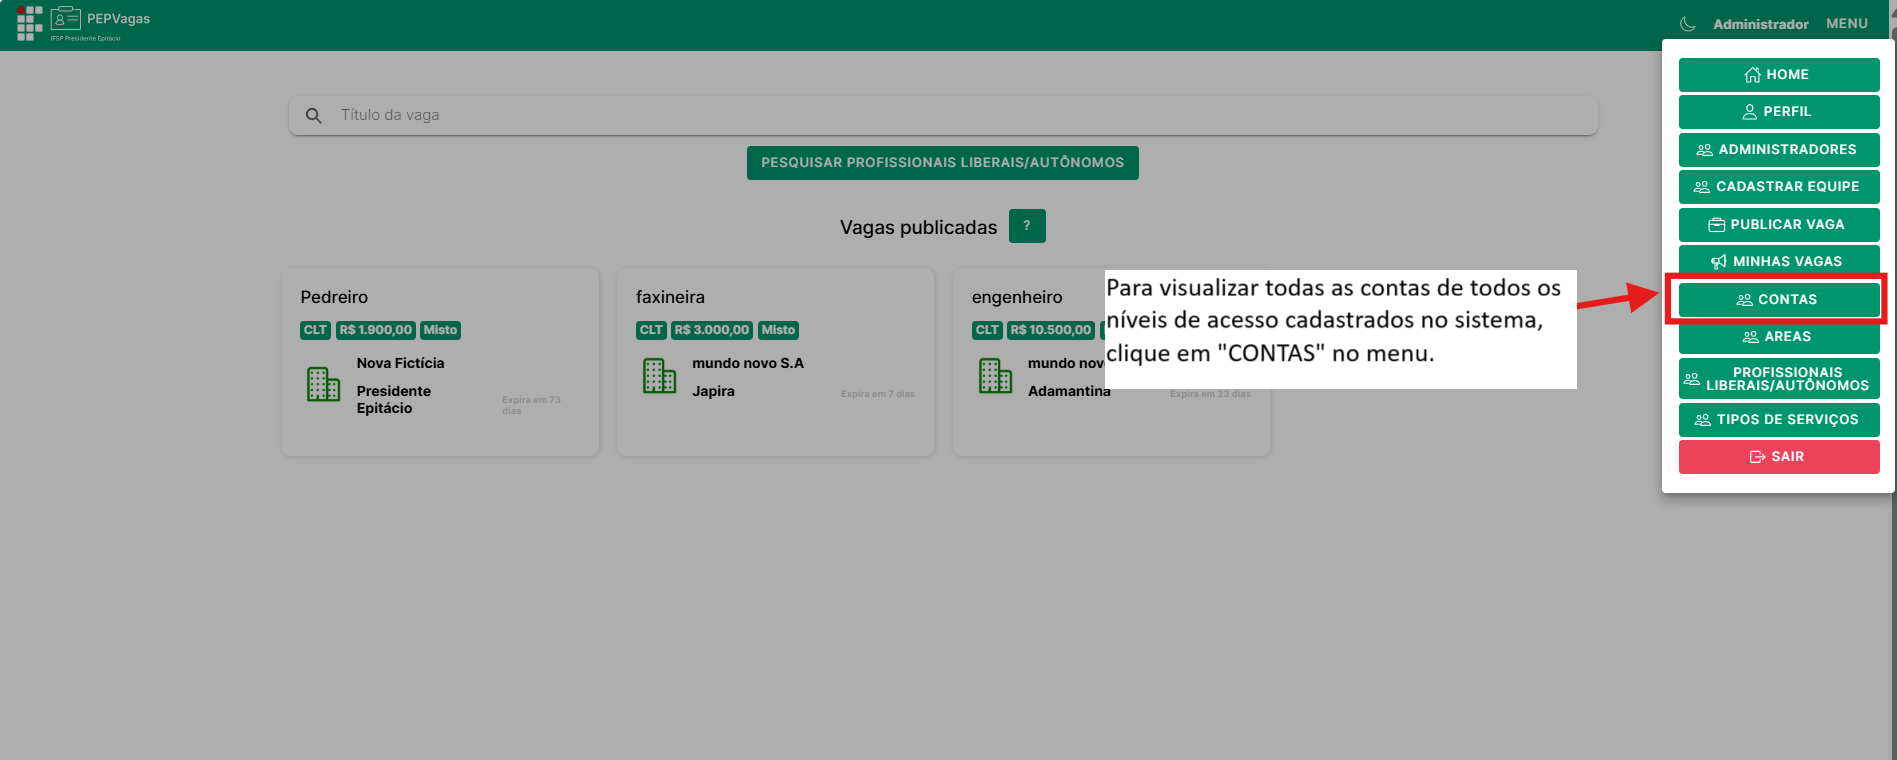 PEPVagas
IFSP Presidente Epitácio
Administrador
MENU
Título da vaga
PESQUISAR PROFISSIONAIS LIBERAIS/AUTÔNOMOS
Vagas publicadas
?
Pedreiro
CLT R$ 1.900,00 Misto
Nova Fictícia
Presidente
Epitácio
Expira em 73
dias
faxineira
CLT R$ 3.000,00 Misto
mundo novo S.A
Japira
Expira em 7 dias
engenheiro
CLT R$ 10.500,00
mundo
Adamantina
Expira em 23 dias
Para visualizar todas as contas de todos os
níveis de acesso cadastrados no sistema,
clique em "CONTAS" no menu.
HOME
PERFIL
ADMINISTRADORES
CADASTRAR EQUIPE
PUBLICAR VAGA
MINHAS VAGAS
CONTAS
AREAS
PROFISSIONAIS
LIBERAIS/AUTÔNOMOS
TIPOS DE SERVIÇOS
SAIR